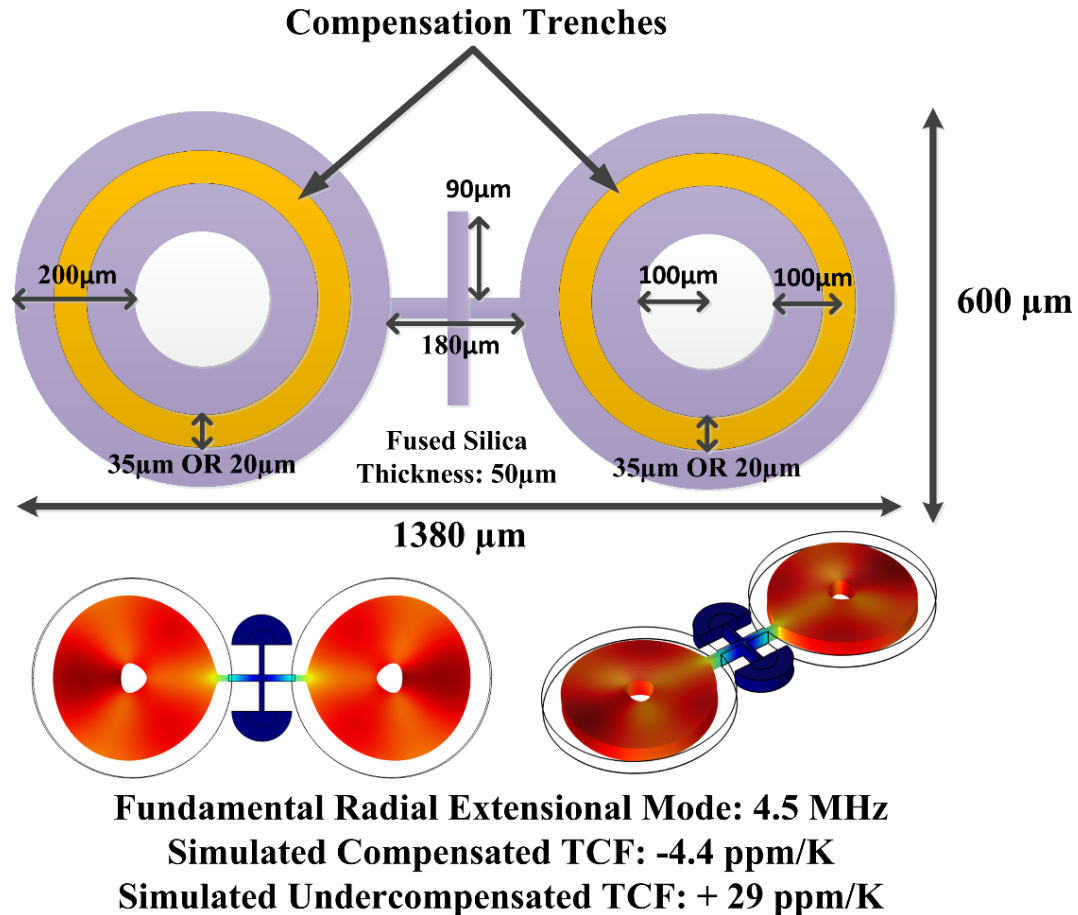 Compensation Trenches
90μm
200μm
100μm
100μm
600 μm
180μm
35μm OR 20μm
Fused Silica
Thickness: 50μm
35μm OR 20μm
1380 μm
Fundamental Radial Extensional Mode: 4.5 MHz
Simulated Compensated TCF: -4.4 ppm/K
Simulated Undercompensated TCF: + 29 ppm/K